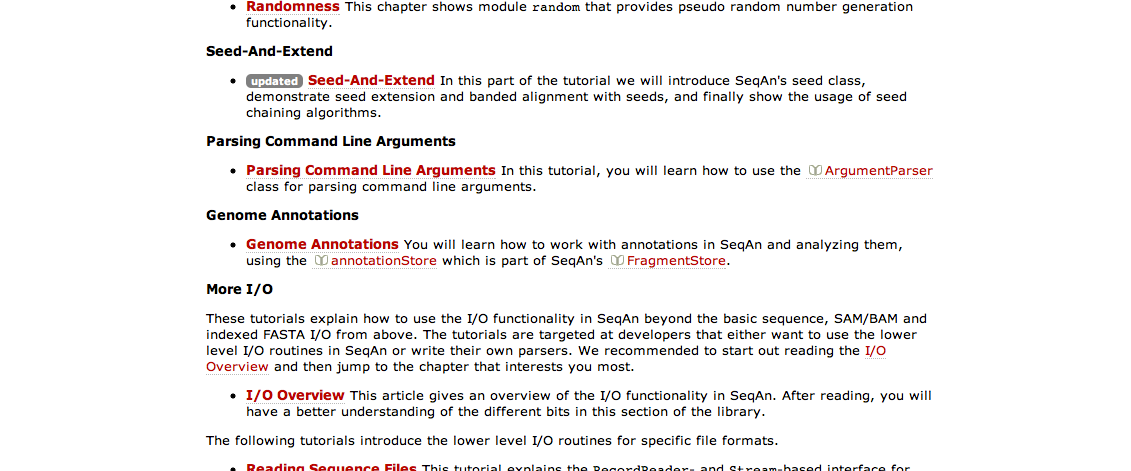 • Randomness This chapter shows module random that provides pseudo random number generation
functionality.
Seed-And-Extend
• updated Seed-And-Extend In this part of the tutorial we will introduce SeqAn's seed class,
demonstrate seed extension and banded alignment with seeds, and finally show the usage of seed
chaining algorithms.
Parsing Command Line Arguments
• Parsing Command Line Arguments In this tutorial, you will learn how to use the ArgumentParser
class for parsing command line arguments.
Genome Annotations
• Genome Annotations You will learn how to work with annotations in SeqAn and analyzing them,
using the annotationStore which is part of SeqAn's FragmentStore.
More I/O
These tutorials explain how to use the I/O functionality in SeqAn beyond the basic sequence, SAM/BAM and
indexed FASTA I/O from above. The tutorials are targeted at developers that either want to use the lower
level I/O routines in SeqAn or write their own parsers. We recommended to start out reading the I/O
Overview and then jump to the chapter that interests you most.
• I/O Overview This article gives an overview of the I/O functionality in SeqAn. After reading, you will
have a better understanding of the different bits in this section of the library.
The following tutorials introduce the lower level I/O routines for specific file formats.
• Reading Sequence Files This tutorial explains the RecordReader- and Stream-based interface for